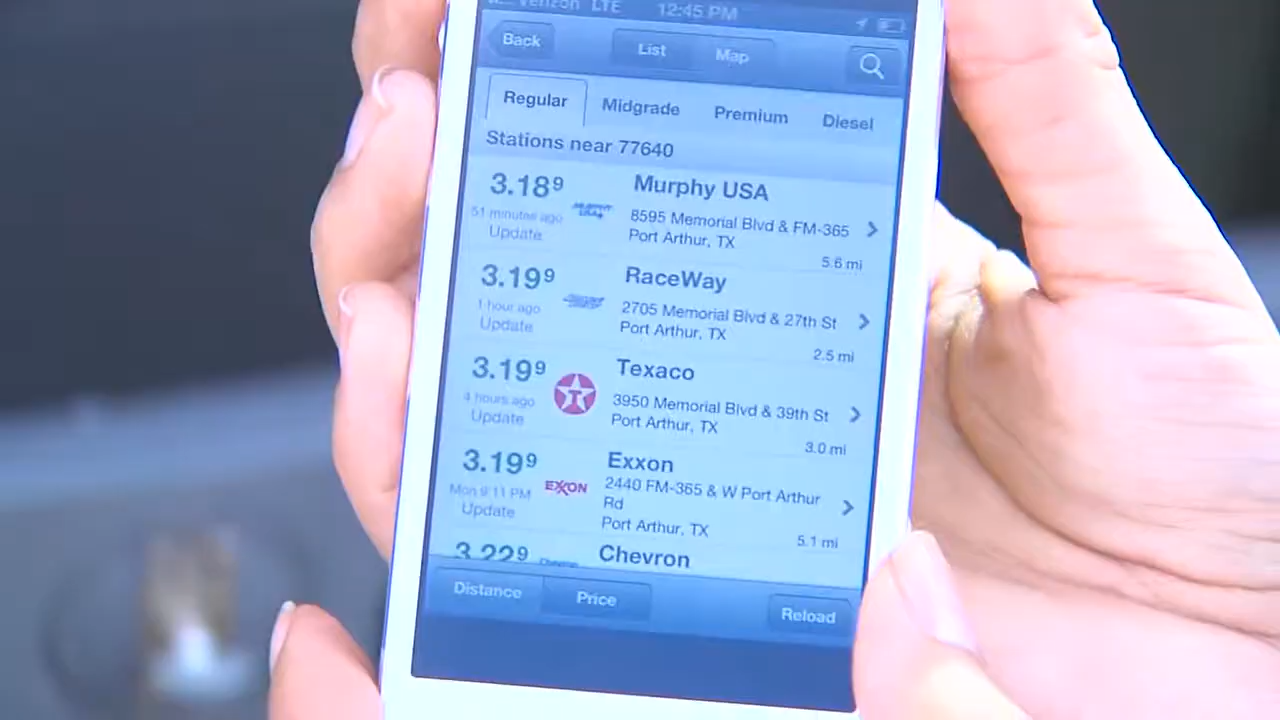 Verizon LTE 12:45 PM
Back List Map
Regular Midgrade Premium Diesel
Stations near 77640
3.18⁹ Murphy USA
51 minutes ago MURPHY USA 8595 Memorial Blvd & FM-365
Update Port Arthur, TX
5.6 mi
3.19⁹ RaceWay
1 hour ago 2705 Memorial Blvd & 27th St
Update Port Arthur, TX
2.5 mi
3.19⁹ Texaco
4 hours ago T 3950 Memorial Blvd & 39th St
Update Port Arthur, TX
3.0 mi
3.19⁹ Exxon
Mon 9:11 PM EXXON 2440 FM-365 & W Port Arthur
Rd
Update Port Arthur, TX
5.1 mi
3.22⁹ Chevron Chevron
Distance Price Reload